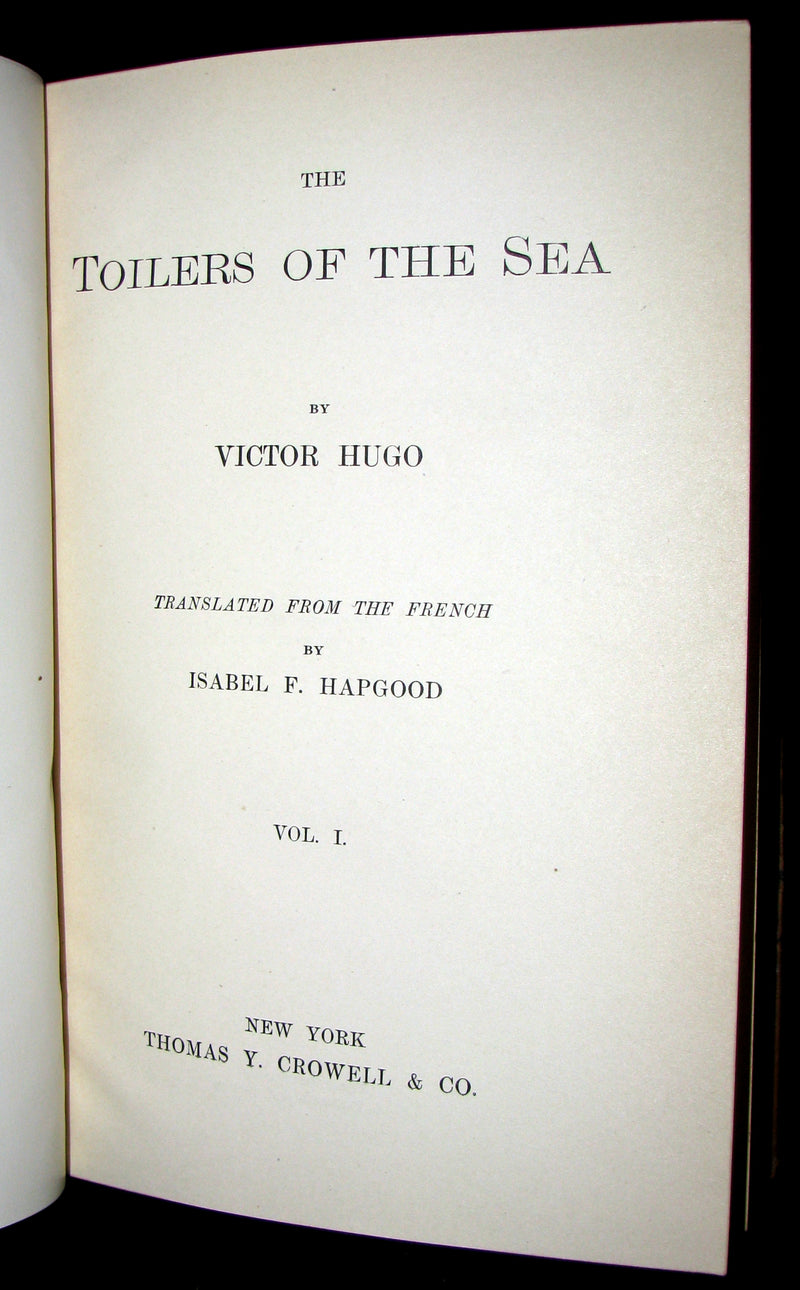 THE
TOILERS OF THE SEA
BY
VICTOR HUGO
TRANSLATED FROM THE FRENCH
BY
ISABEL F. HAPGOOD
VOL. I.
NEW YORK
THOMAS Y. CROWELL & CO.